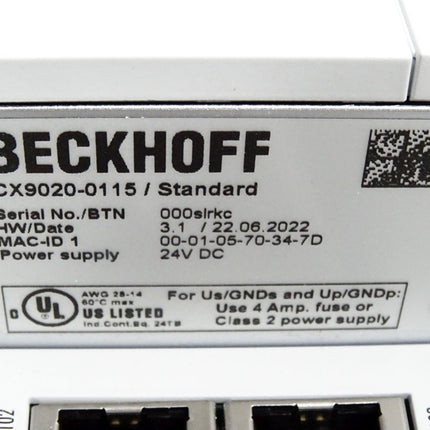 BECKHOFF
CX9020-0115 / Standard
Serial No./BTN 000slrkc
HW/Date 3.1 / 22.06.2022
MAC-ID 1 00-01-05-70-34-7D
Power supply 24V DC
UL
AWG 28-14
60°C max
US LISTED
Ind.Cont.Eq. 24TB
For Us/GNDs and Up/GNDp:
Use 4 Amp. fuse or
Class 2 power supply